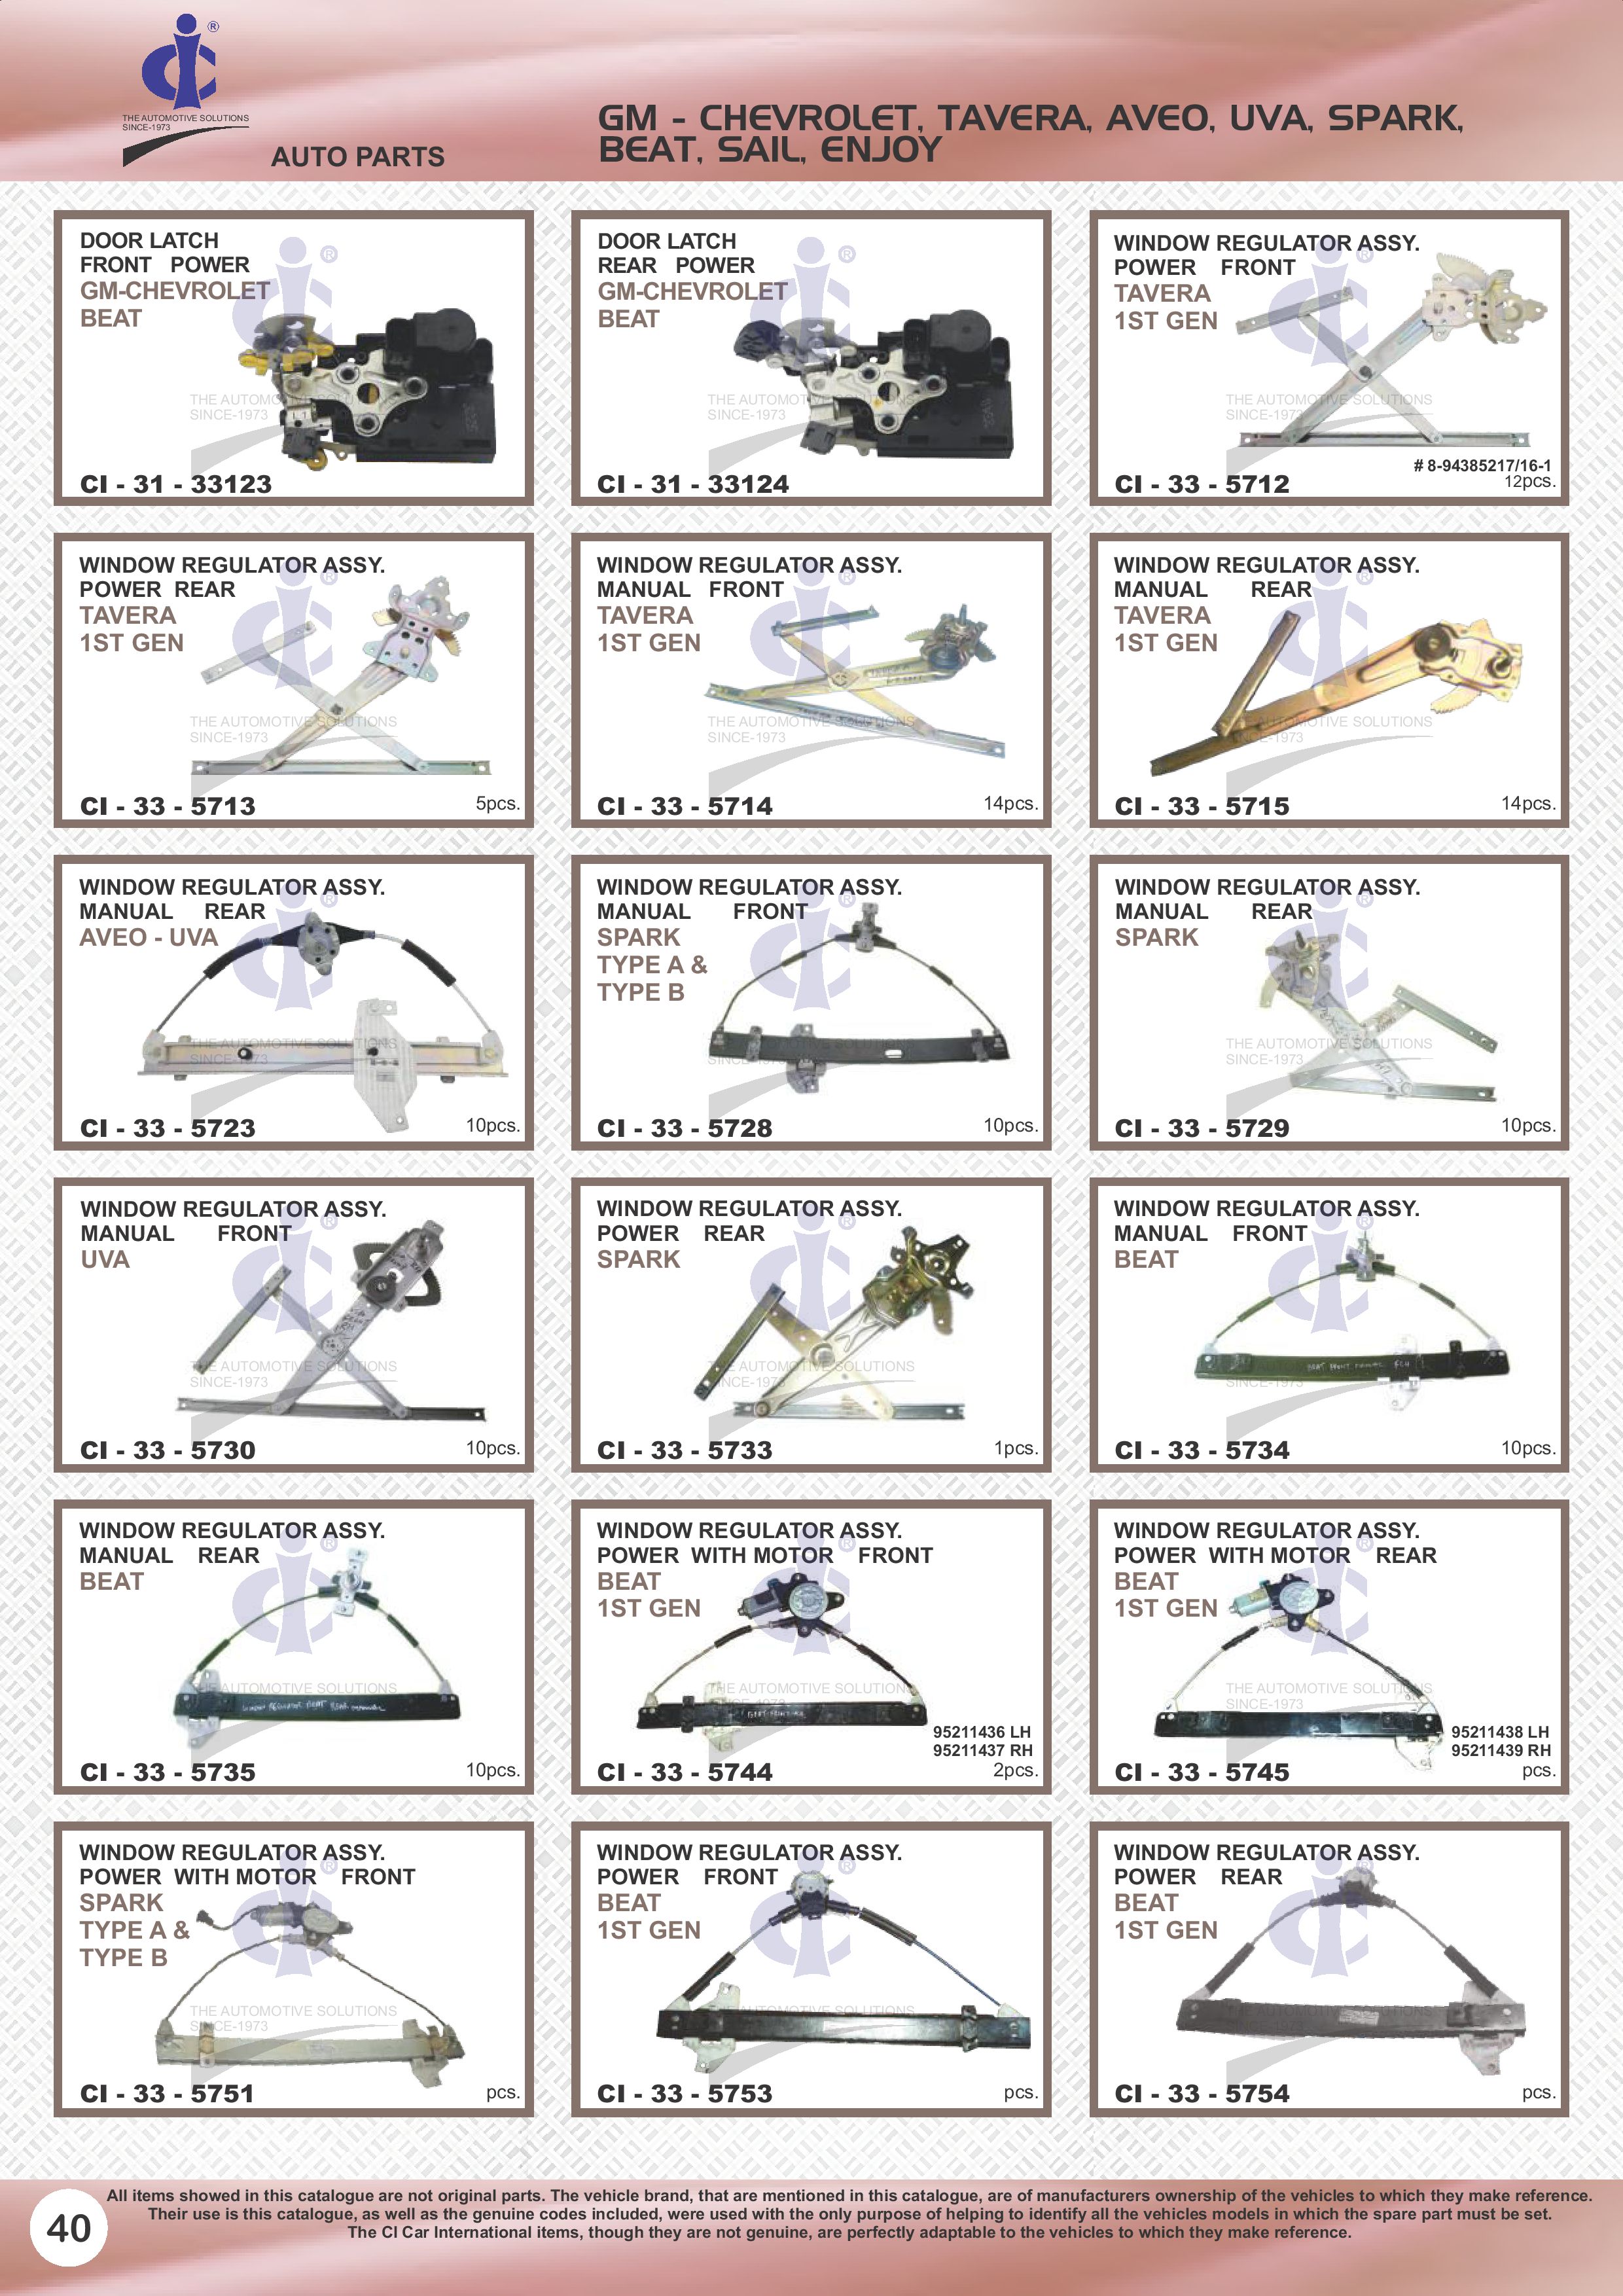 THE AUTOMOTIVE SOLUTIONS
SINCE-1973
AUTO PARTS
GM - CHEVROLET, TAVERA, AVEO, UVA, SPARK,
BEAT, SAIL, ENJOY
DOOR LATCH
FRONT POWER
GM-CHEVROLET
BEAT
CI - 31 - 33123
DOOR LATCH
REAR POWER
GM-CHEVROLET
BEAT
CI - 31 - 33124
WINDOW REGULATOR ASSY.
POWER FRONT
TAVERA
1ST GEN
# 8-94385217/16-1
CI - 33 - 5712
12pcs.
WINDOW REGULATOR ASSY.
POWER REAR
TAVERA
1ST GEN
CI - 33 - 5713
5pcs.
WINDOW REGULATOR ASSY.
MANUAL FRONT
TAVERA
1ST GEN
CI - 33 - 5714
14pcs.
WINDOW REGULATOR ASSY.
MANUAL REAR
TAVERA
1ST GEN
CI - 33 - 5715
14pcs.
WINDOW REGULATOR ASSY.
MANUAL REAR
AVEO - UVA
CI - 33 - 5723
10pcs.
WINDOW REGULATOR ASSY.
MANUAL FRONT
SPARK
TYPE A &
TYPE B
CI - 33 - 5728
10pcs.
WINDOW REGULATOR ASSY.
MANUAL REAR
SPARK
CI - 33 - 5729
10pcs.
WINDOW REGULATOR ASSY.
MANUAL FRONT
UVA
CI - 33 - 5730
10pcs.
WINDOW REGULATOR ASSY.
POWER REAR
SPARK
CI - 33 - 5733
1pcs.
WINDOW REGULATOR ASSY.
MANUAL FRONT
BEAT
CI - 33 - 5734
10pcs.
WINDOW REGULATOR ASSY.
MANUAL REAR
BEAT
CI - 33 - 5735
10pcs.
WINDOW REGULATOR ASSY.
POWER WITH MOTOR FRONT
BEAT
1ST GEN
95211436 LH
95211437 RH
CI - 33 - 5744
2pcs.
WINDOW REGULATOR ASSY.
POWER WITH MOTOR REAR
BEAT
1ST GEN
95211438 LH
95211439 RH
CI - 33 - 5745
pcs.
WINDOW REGULATOR ASSY.
POWER WITH MOTOR FRONT
SPARK
TYPE A &
TYPE B
CI - 33 - 5751
pcs.
WINDOW REGULATOR ASSY.
POWER FRONT
BEAT
1ST GEN
CI - 33 - 5753
pcs.
WINDOW REGULATOR ASSY.
POWER REAR
BEAT
1ST GEN
CI - 33 - 5754
pcs.
40
All items showed in this catalogue are not original parts. The vehicle brand, that are mentioned in this catalogue, are of manufacturers ownership of the vehicles to which they make reference.
Their use is this catalogue, as well as the genuine codes included, were used with the only purpose of helping to identify all the vehicles models in which the spare part must be set.
The CI Car International items, though they are not genuine, are perfectly adaptable to the vehicles to which they make reference.